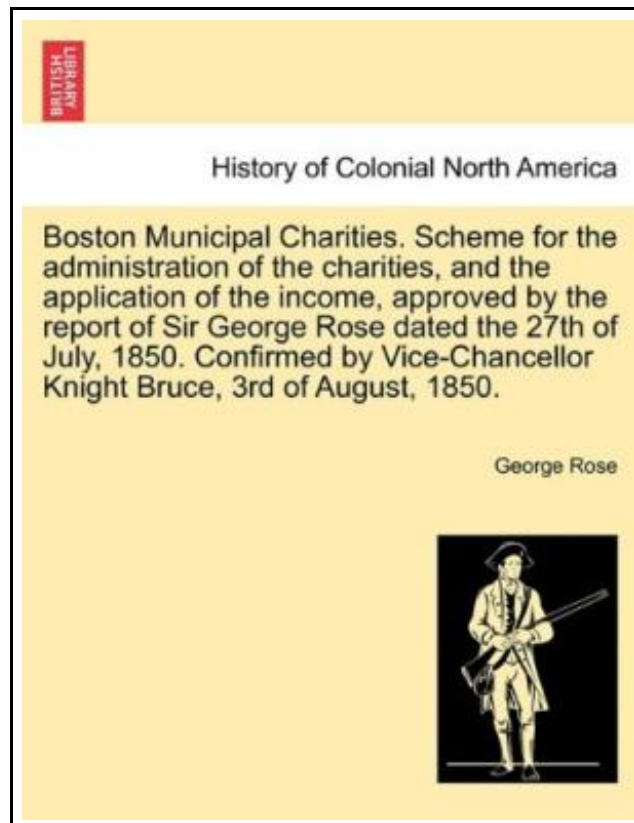 BRITISH
LIBRARY
History of Colonial North America
Boston Municipal Charities. Scheme for the
administration of the charities, and the
application of the income, approved by the
report of Sir George Rose dated the 27th of
July, 1850. Confirmed by Vice-Chancellor
Knight Bruce, 3rd of August, 1850.
George Rose